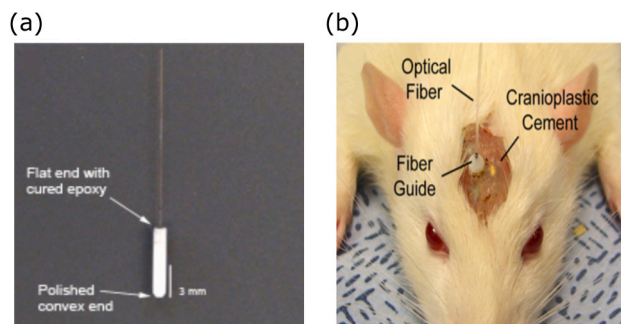 (a)
Flat end with
cured epoxy
Polished
convex end
3 mm
(b)
Optical
Fiber
Cranioplastic
Cement
Fiber
Guide